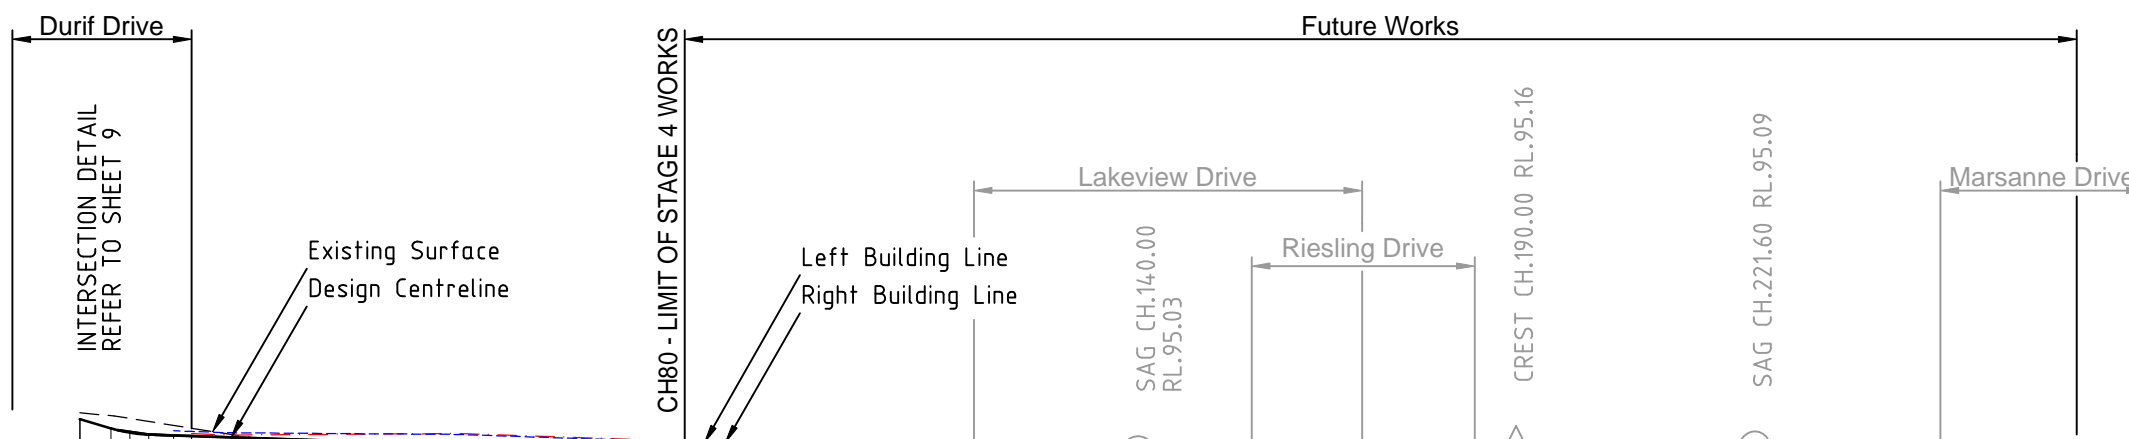 Durif Drive
Future Works
INTERSECTION DETAIL
REFER TO SHEET 9
Existing Surface
Design Centreline
CH80 - LIMIT OF STAGE 4 WORKS
Left Building Line
Right Building Line
Lakeview Drive
SAG CH.140.00
RL.95.03
Riesling Drive
CREST CH.190.00 RL.95.16
SAG CH.221.60 RL.95.09
Marsanne Drive